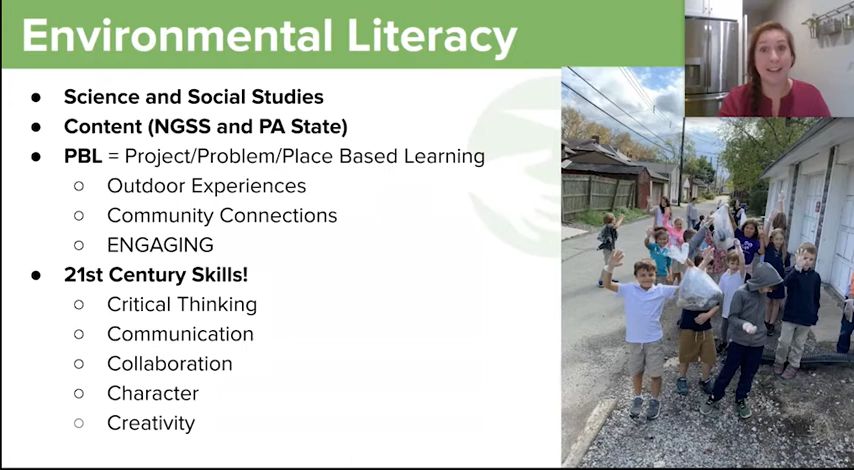 Environmental Literacy
● Science and Social Studies
● Content (NGSS and PA State)
● PBL = Project/Problem/Place Based Learning
○ Outdoor Experiences
○ Community Connections
○ ENGAGING
● 21st Century Skills!
○ Critical Thinking
○ Communication
○ Collaboration
○ Character
○ Creativity